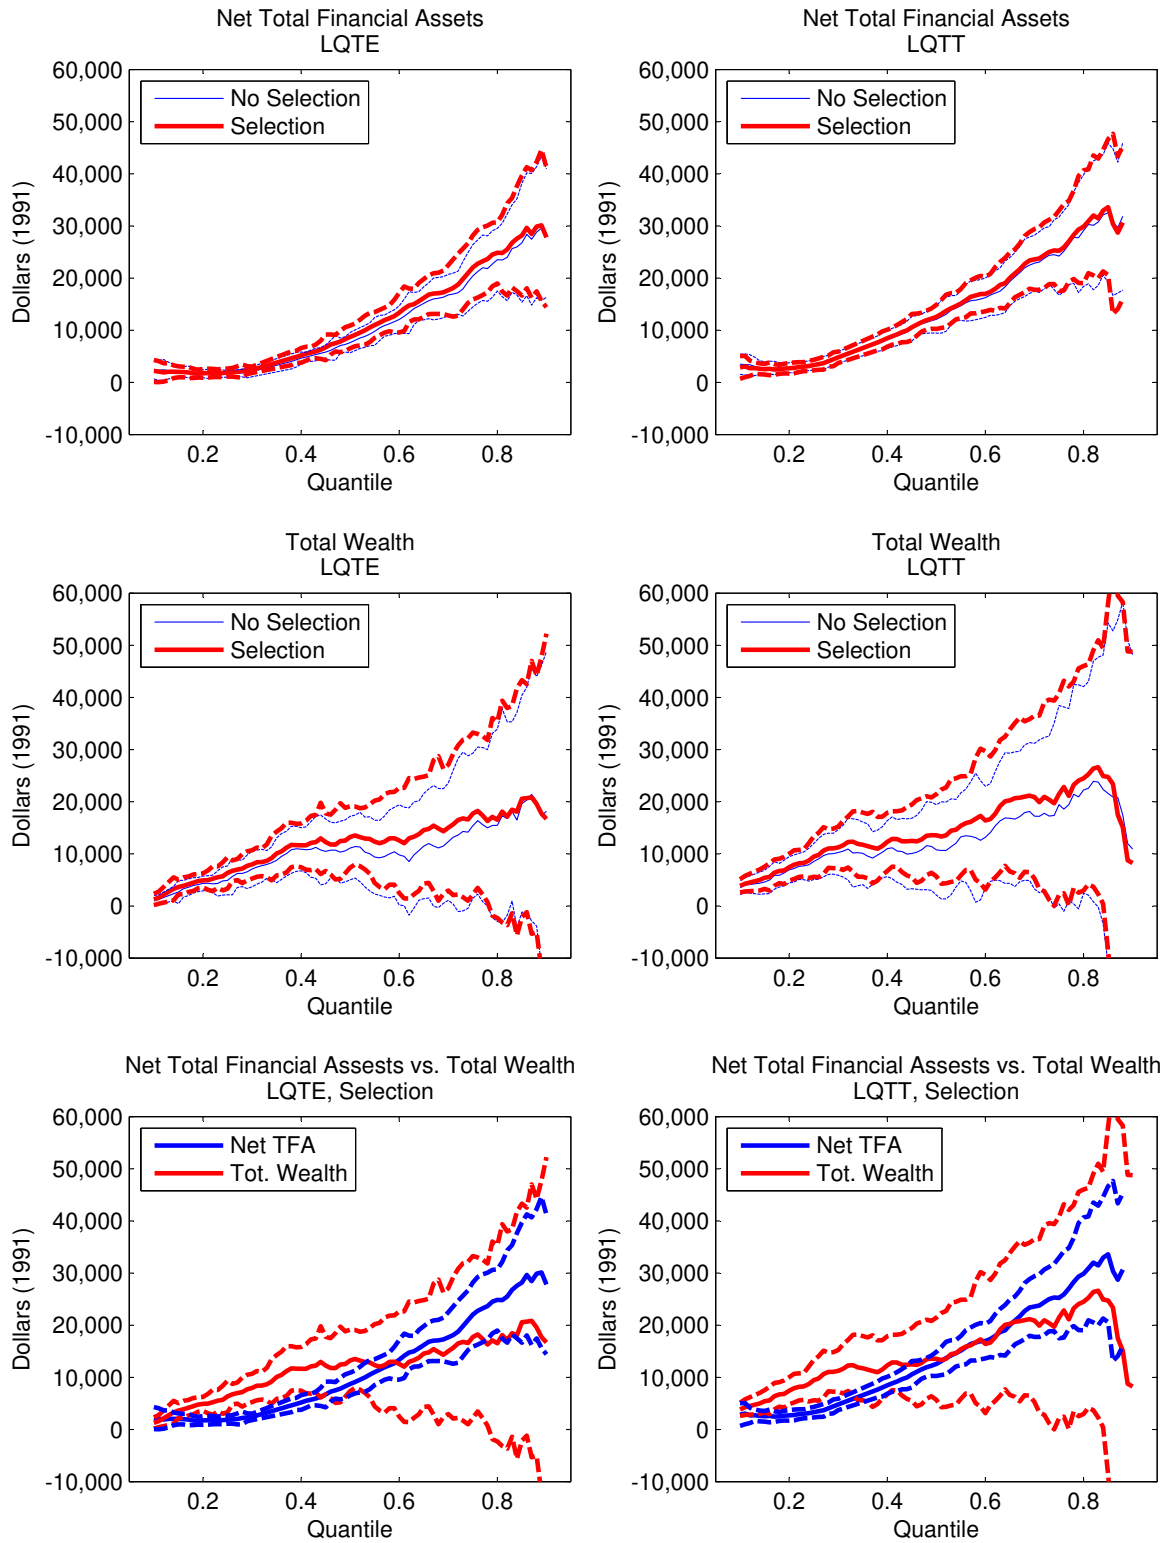 Net Total Financial Assets
LQTE
60,000
50,000
40,000
30,000
20,000
10,000
0
-10,000
Dollars (1991)
No Selection
Selection
0.2 0.4 0.6 0.8
Quantile
Net Total Financial Assets
LQTT
60,000
50,000
40,000
30,000
20,000
10,000
0
-10,000
Dollars (1991)
No Selection
Selection
0.2 0.4 0.6 0.8
Quantile
Total Wealth
LQTE
60,000
50,000
40,000
30,000
20,000
10,000
0
-10,000
Dollars (1991)
No Selection
Selection
0.2 0.4 0.6 0.8
Quantile
Total Wealth
LQTT
60,000
50,000
40,000
30,000
20,000
10,000
0
-10,000
Dollars (1991)
No Selection
Selection
0.2 0.4 0.6 0.8
Quantile
Net Total Financial Assests vs. Total Wealth
LQTE, Selection
60,000
50,000
40,000
30,000
20,000
10,000
0
-10,000
Dollars (1991)
Net TFA
Tot. Wealth
0.2 0.4 0.6 0.8
Quantile
Net Total Financial Assests vs. Total Wealth
LQTT, Selection
60,000
50,000
40,000
30,000
20,000
10,000
0
-10,000
Dollars (1991)
Net TFA
Tot. Wealth
0.2 0.4 0.6 0.8
Quantile